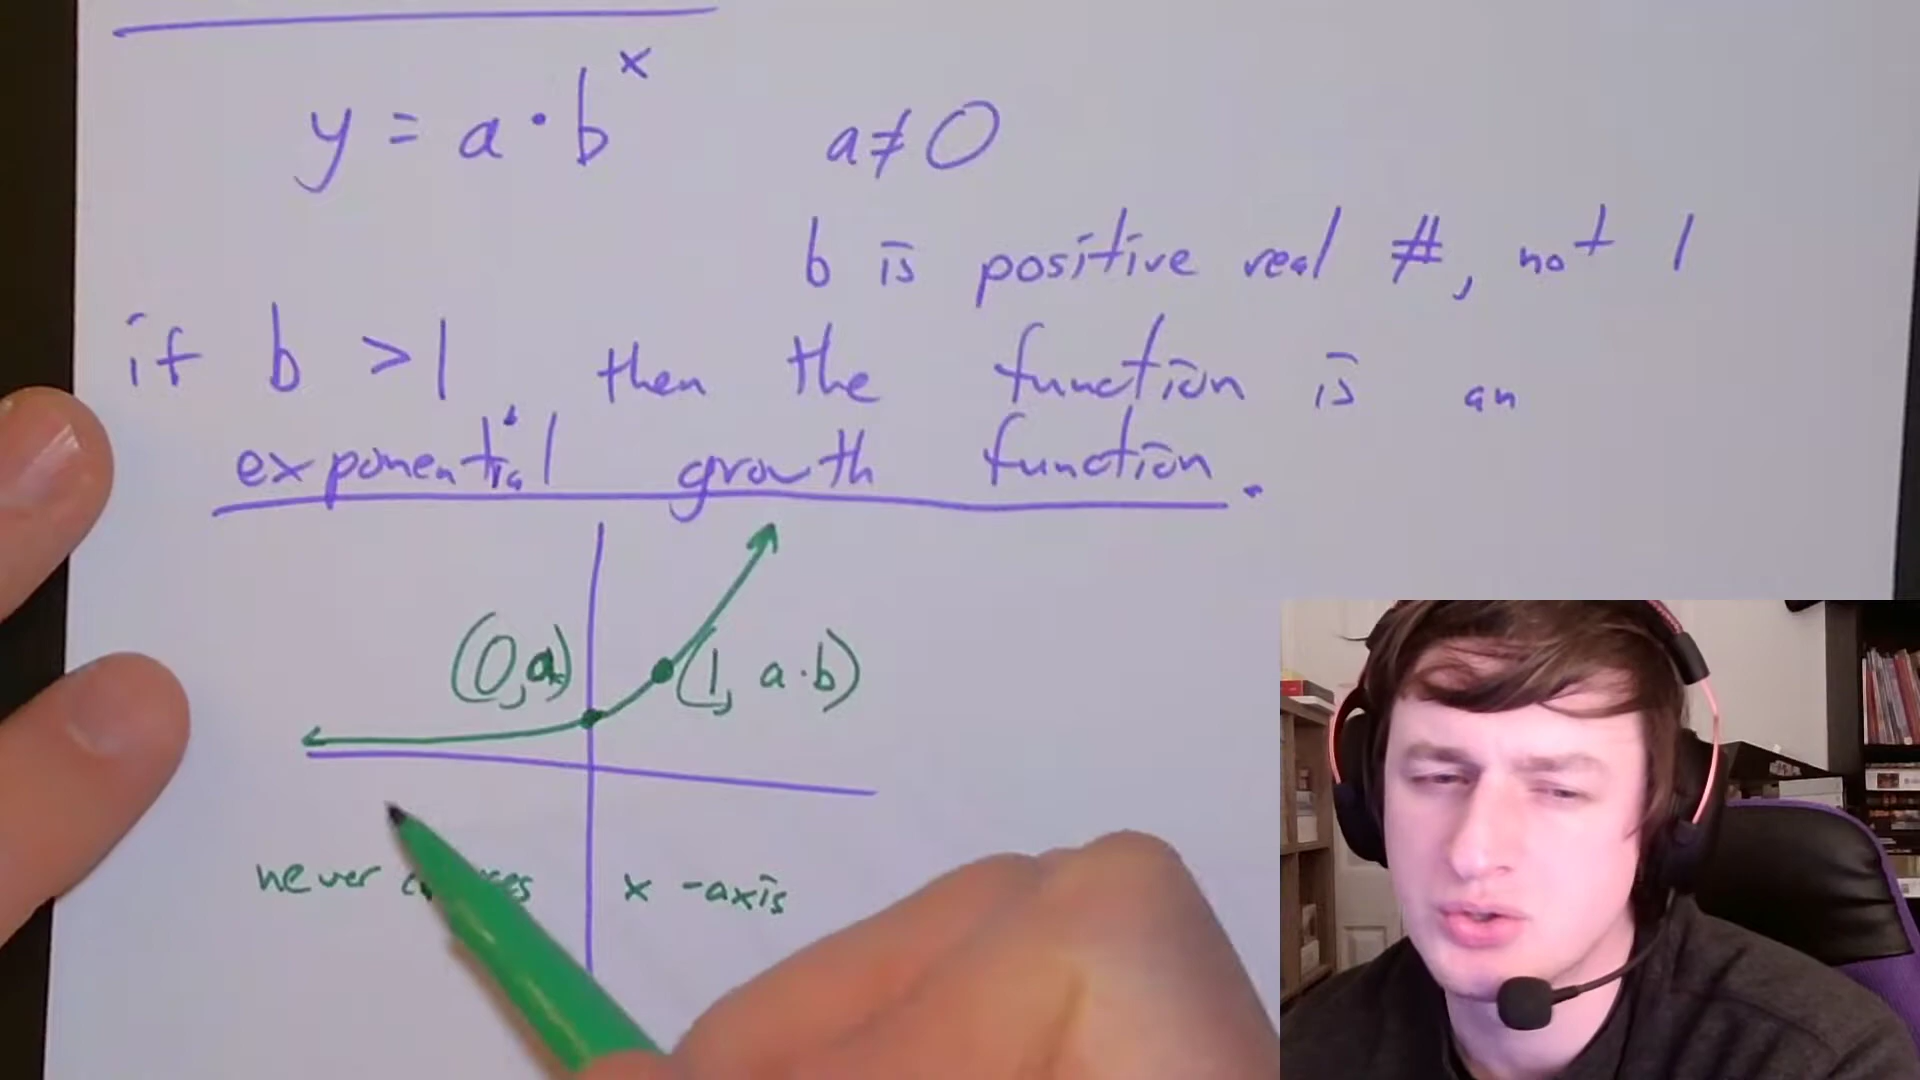 y = a · b^x
a ≠ 0
b is positive real #, not 1
if b > 1, then the function is an
exponential growth function.
(0, a)
(1, a · b)
never x-axis